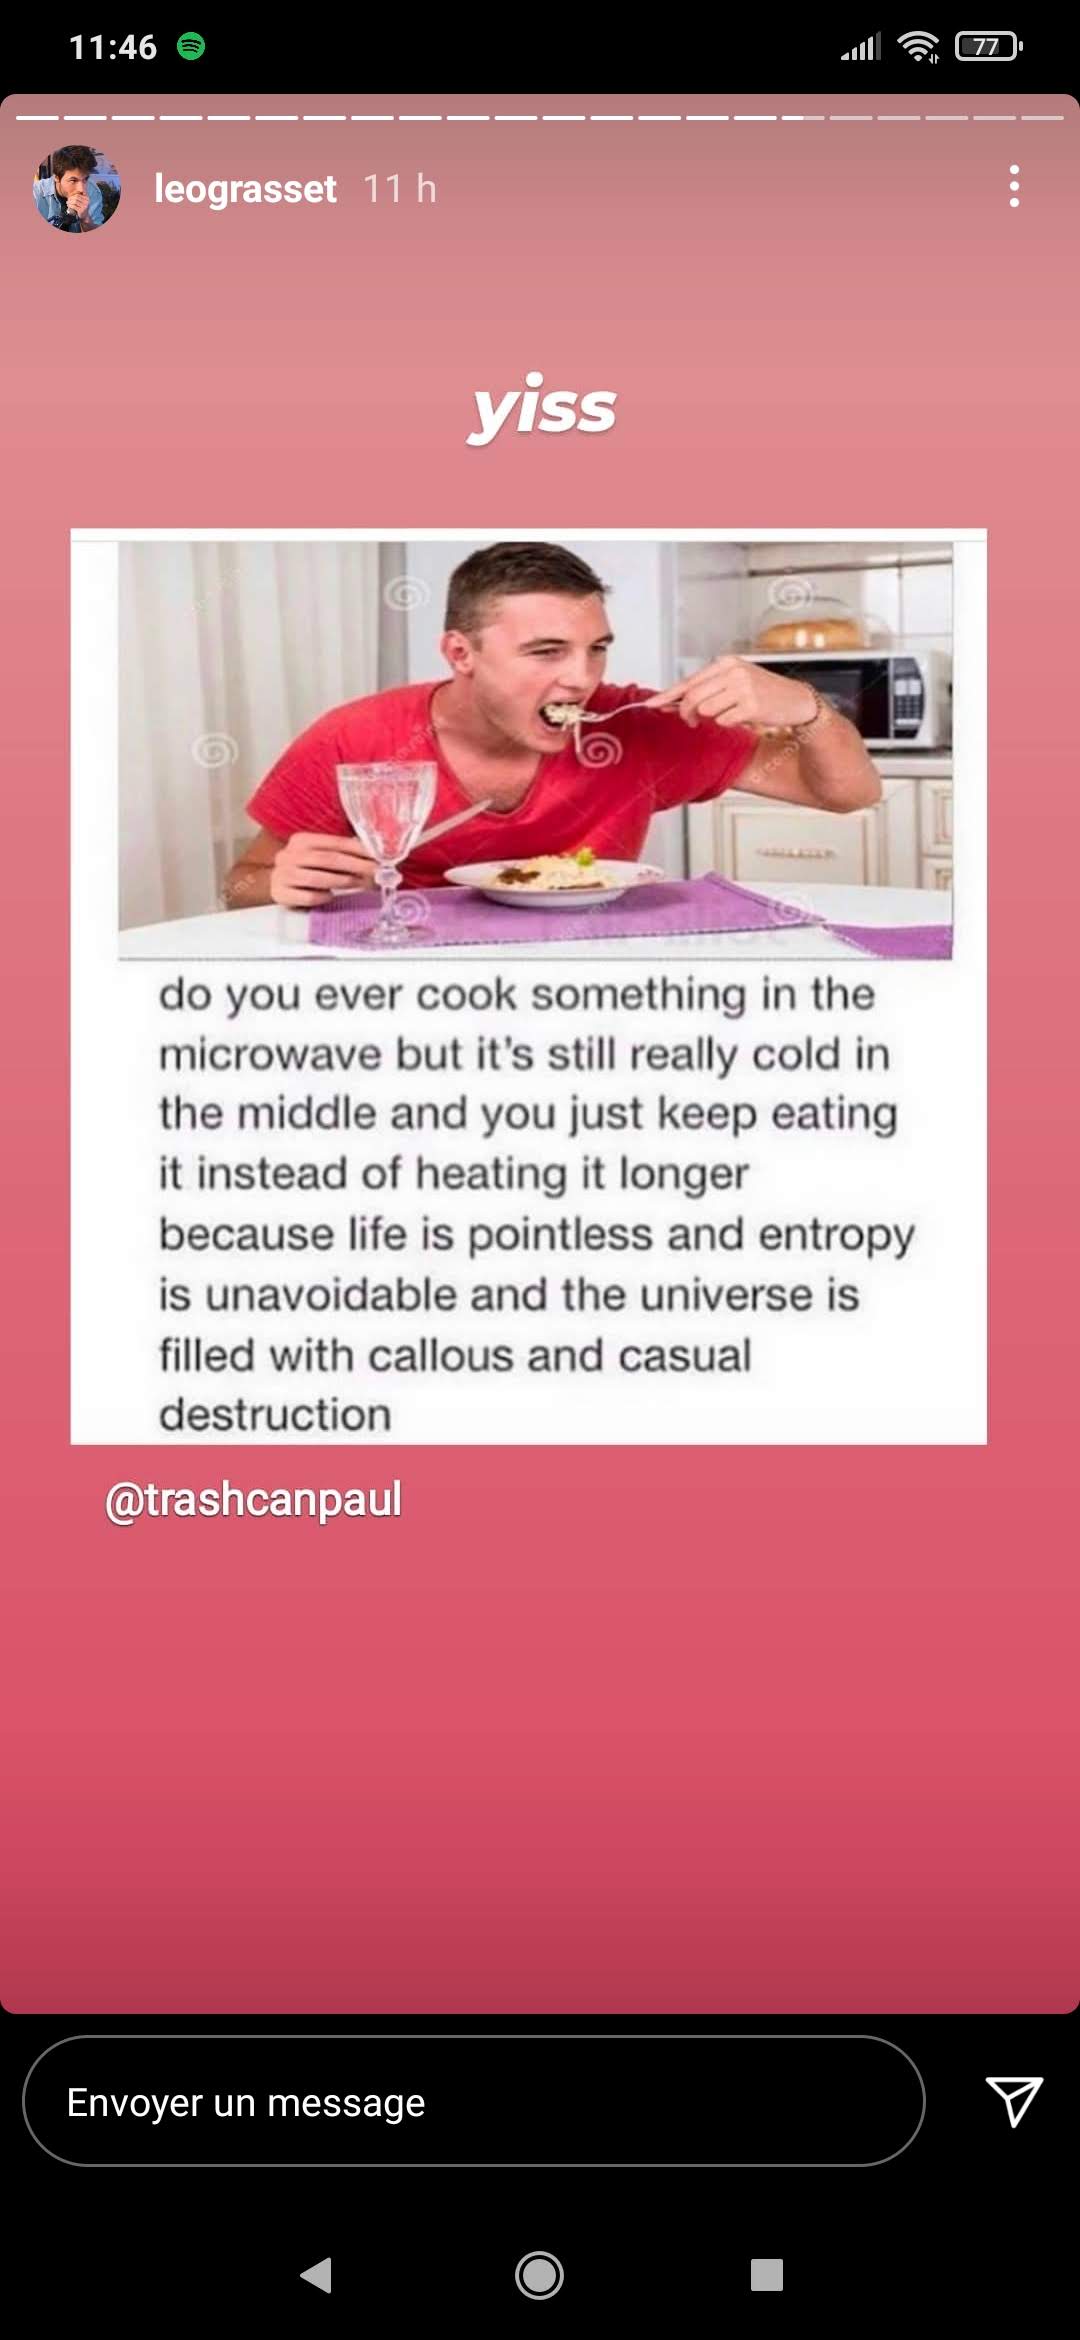 11:46
77
leograsset 11 h
yiss
do you ever cook something in the
microwave but it's still really cold in
the middle and you just keep eating
it instead of heating it longer
because life is pointless and entropy
is unavoidable and the universe is
filled with callous and casual
destruction
@trashcanpaul
Envoyer un message